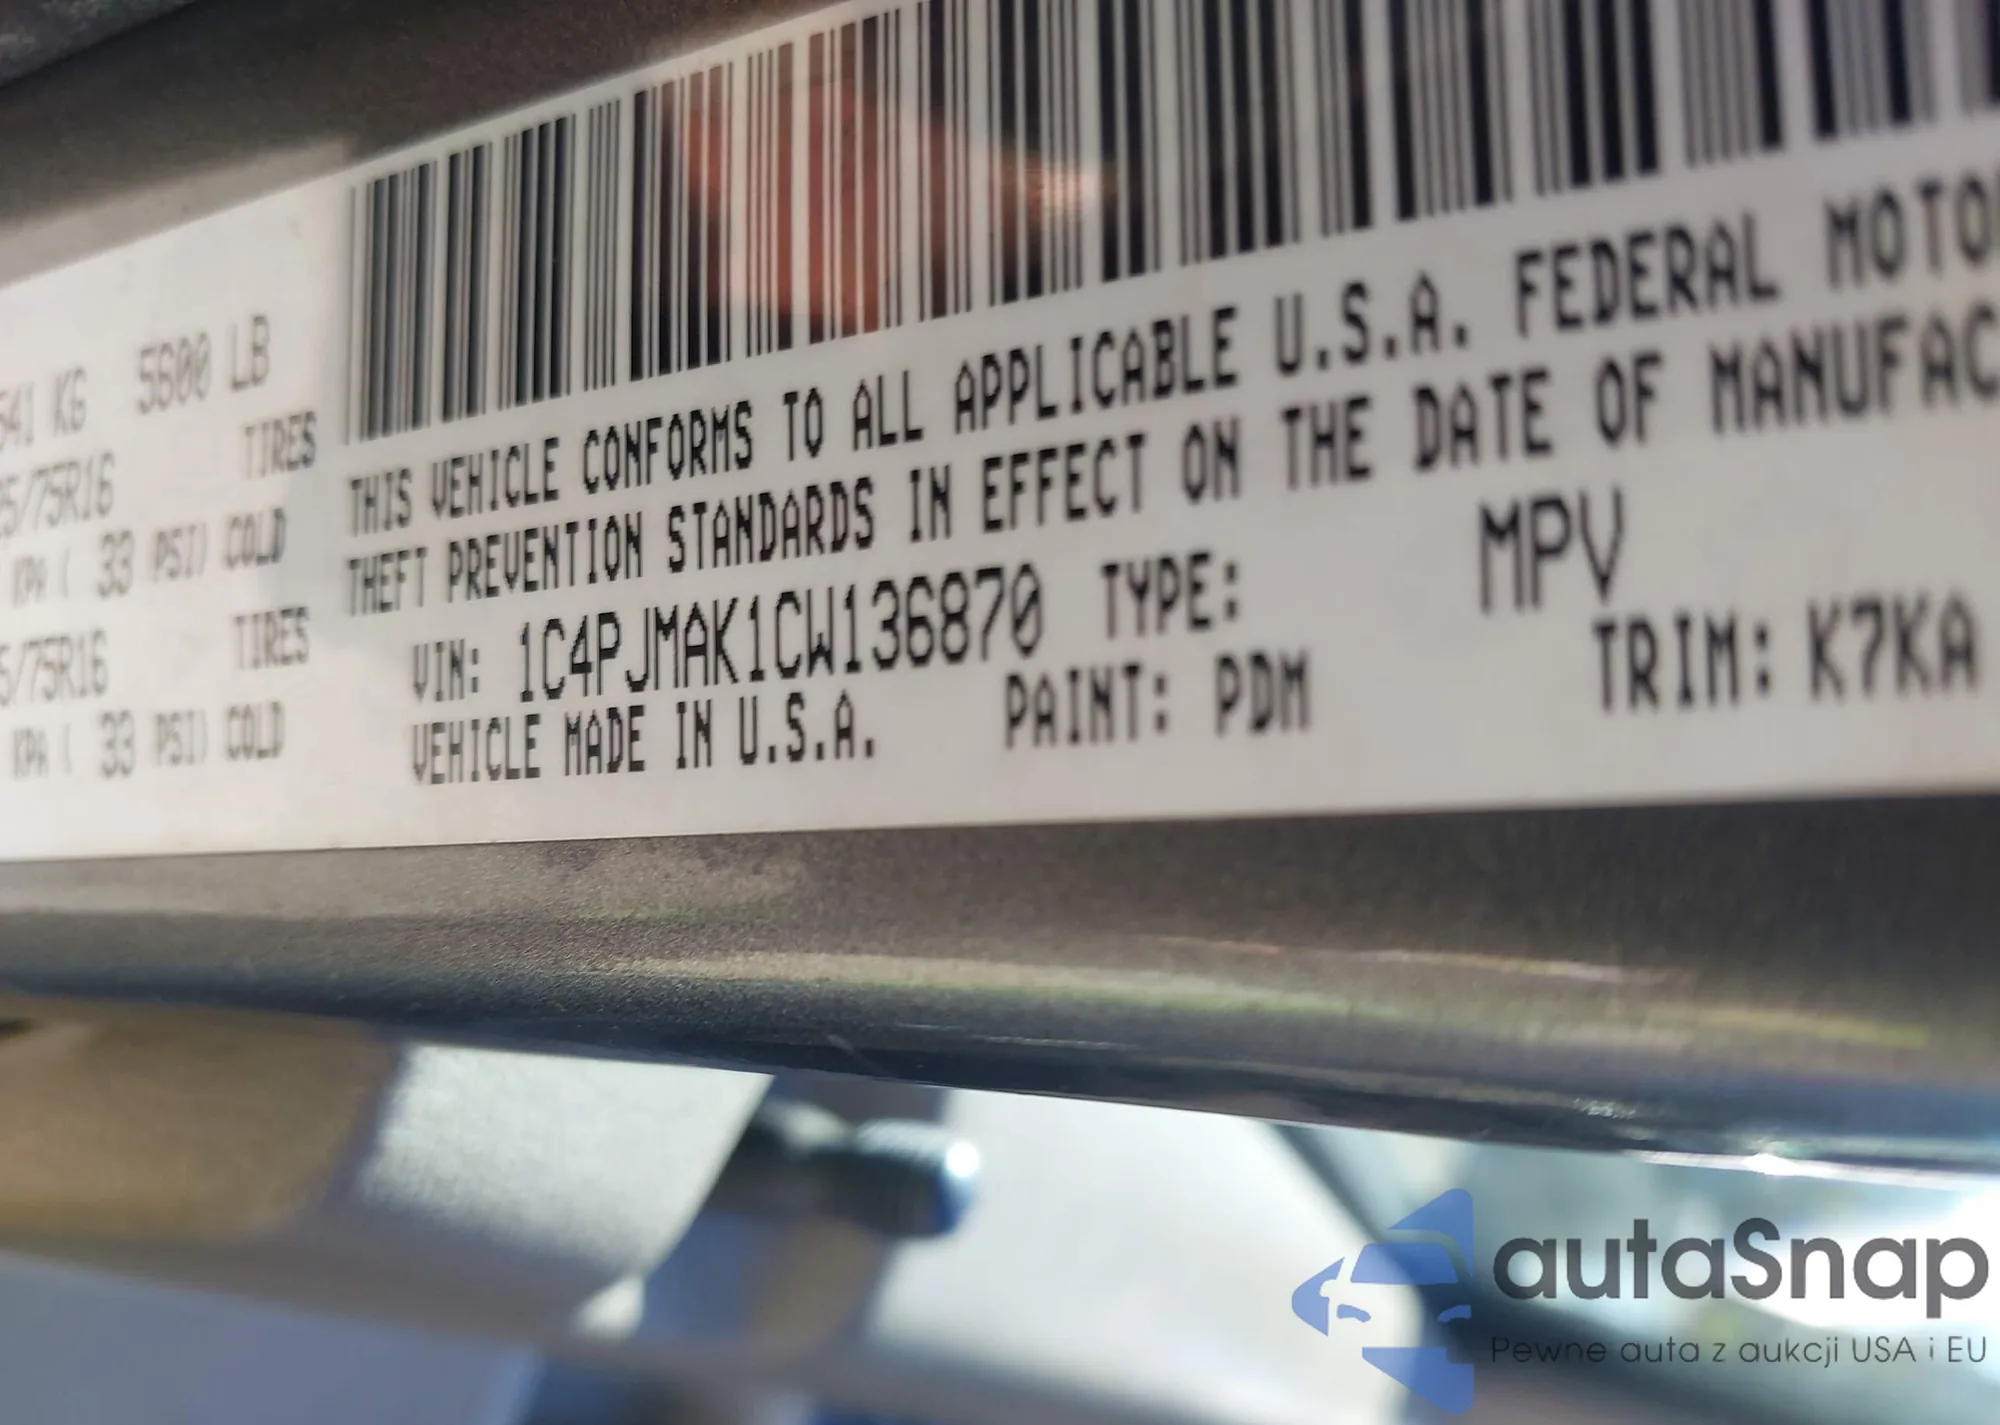 541 KG 5600 LB
TIRES
5/75R16
KPA ( 33 PSI) COLD
TIRES
5/75R16
KPA ( 33 PSI) COLD
THIS VEHICLE CONFORMS TO ALL APPLICABLE U.S.A. FEDERAL MOTO
THEFT PREVENTION STANDARDS IN EFFECT ON THE DATE OF MANUFAC
VIN: 1C4PJMAK1CW136870 TYPE: MPV
VEHICLE MADE IN U.S.A. PAINT: PDM TRIM: K7KA
autaSnap
Pewne auta z aukcji USA i EU